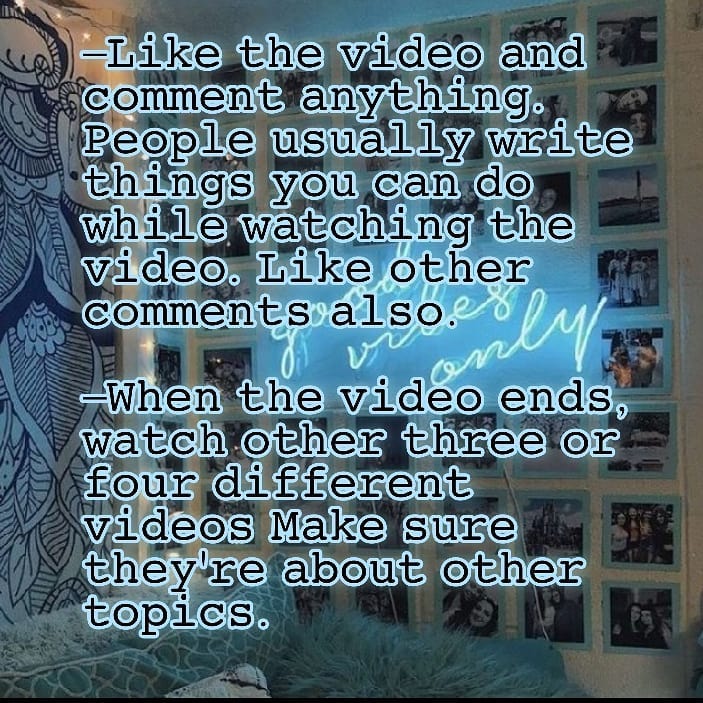 —Like the video and
comment anything.
People usually write
things you can do
while watching the
video. Like other
comments also.
good
vibes
only
—When the video ends,
watch other three or
four different
videos Make sure
they're about other
topics.